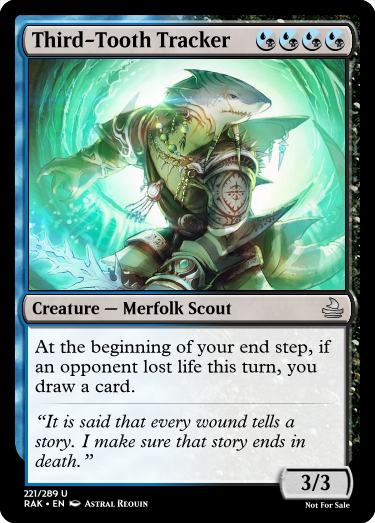 Third-Tooth Tracker
Creature — Merfolk Scout
At the beginning of your end step, if
an opponent lost life this turn, you
draw a card.
“It is said that every wound tells a
story. I make sure that story ends in
death.”
3/3
221/289 U
RAK • EN Astral Requin
Not For Sale